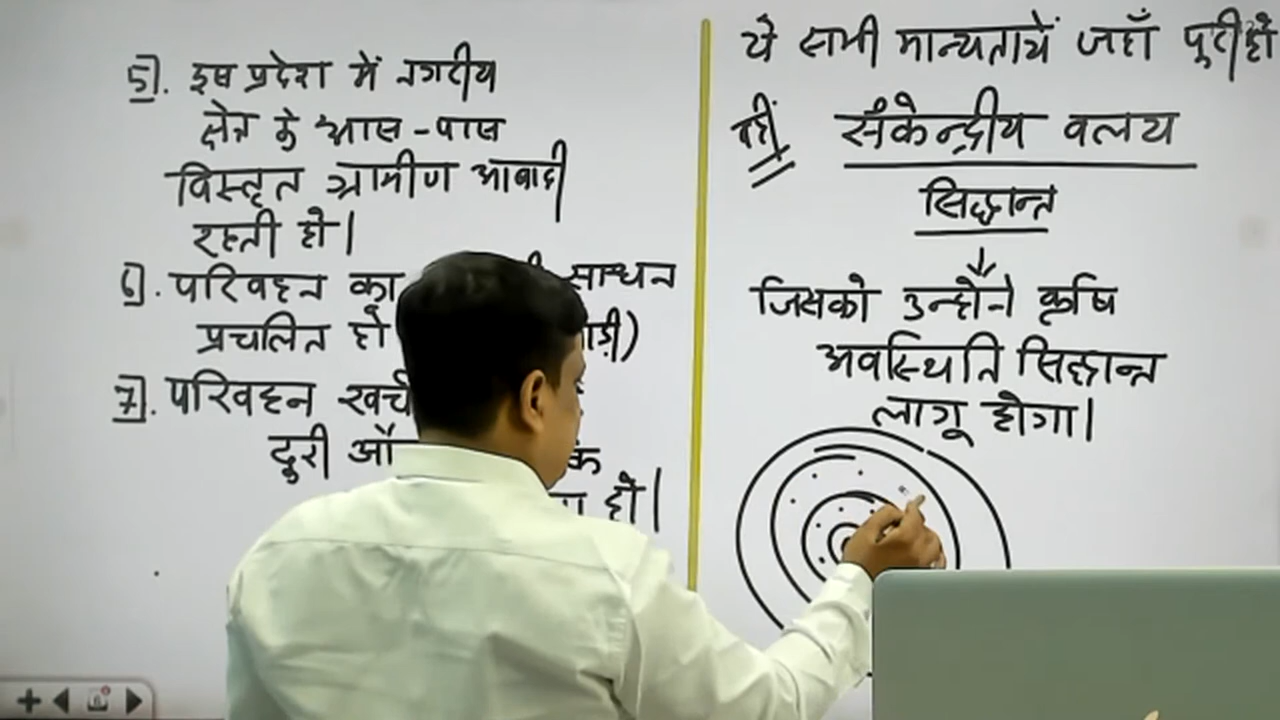 5]. इस प्रदेश में नगरीय
क्षेत्र के आस-पास
विस्तृत ग्रामीण आबादी
रहती हो।
6]. परिवहन का साधन
प्रचलित हो
7]. परिवहन खर्च
दुरी
हो।
ये सभी मान्यतायें जहाँ पुरी हो
वहीं संकेन्द्रीय वलय
सिद्धान्त
↓
जिसको उन्होने कृषि
अवस्थिति सिद्धान्त
लागू होगा।